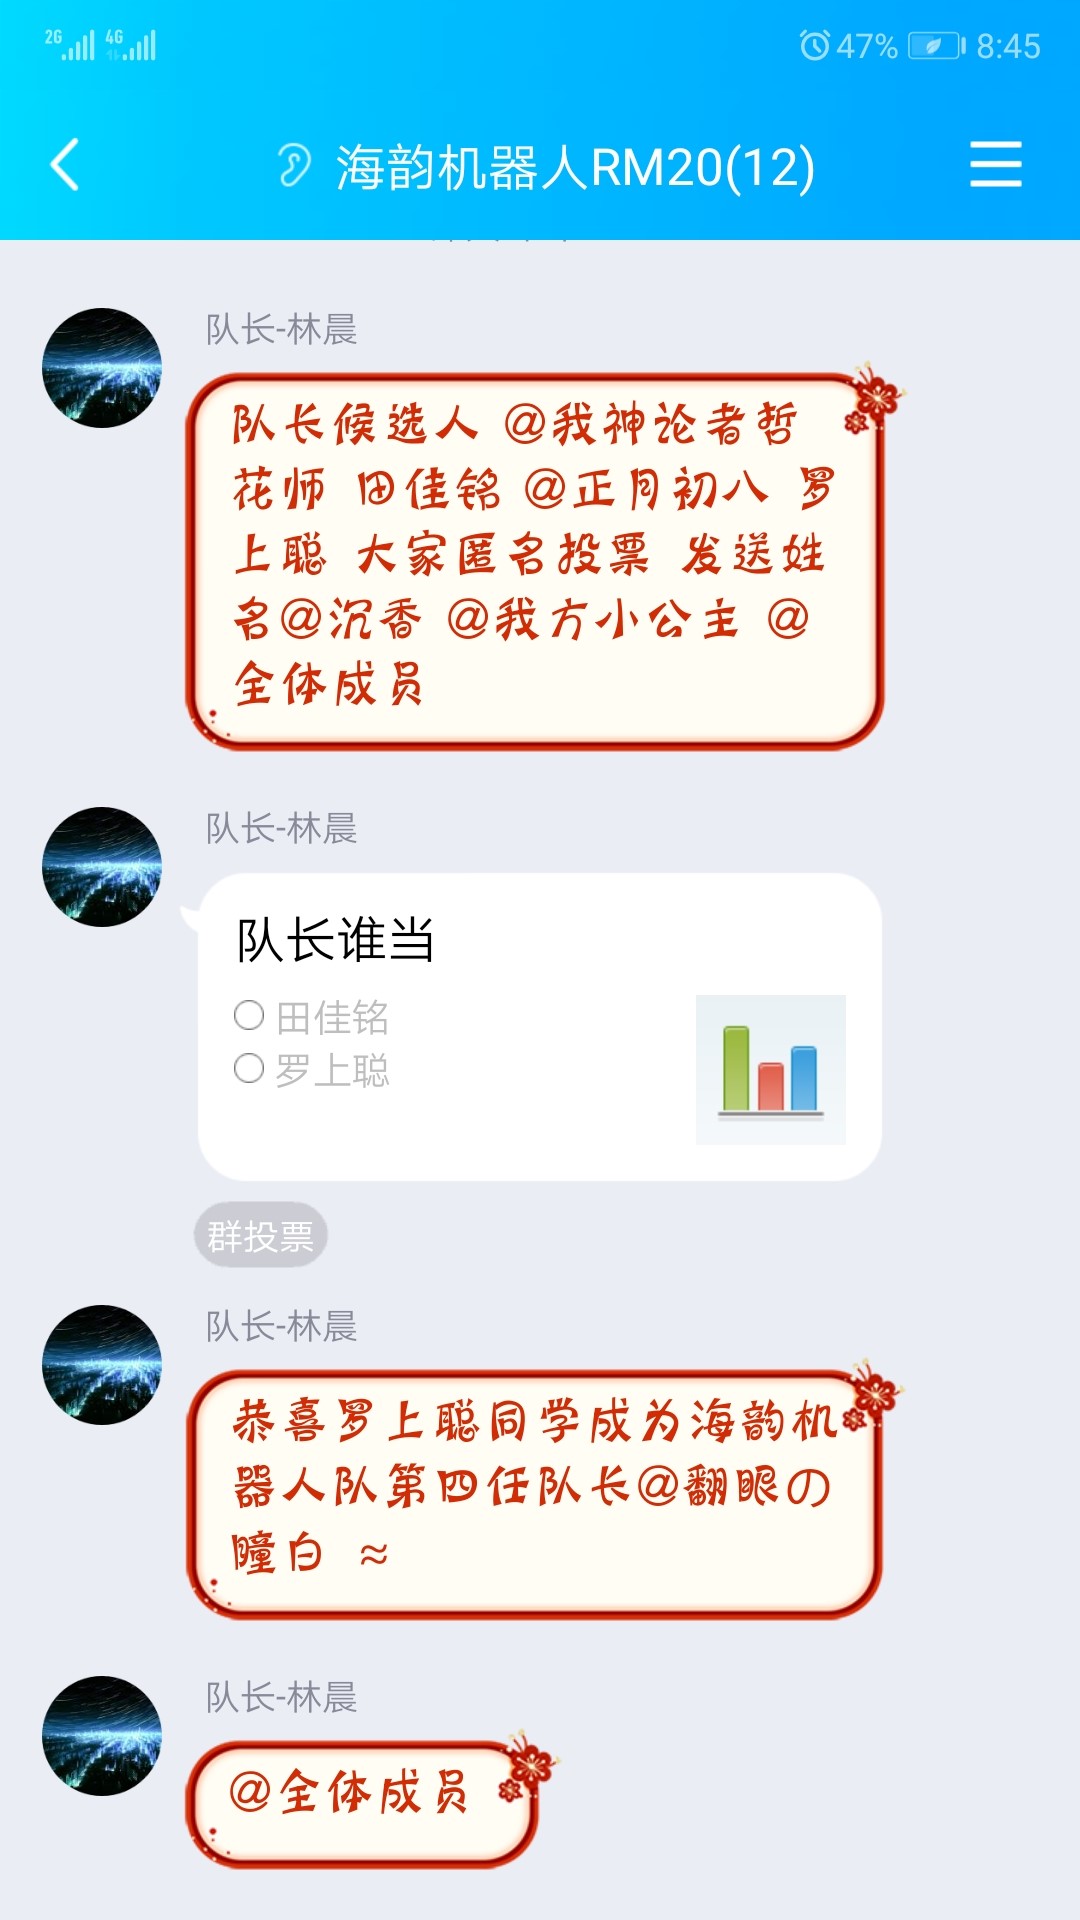 2G 4G 47% 8:45
海韵机器人RM20(12)
队长-林晨
队长候选人 @我神论者哲
花师 田佳铭 @正月初八 罗
上聪 大家匿名投票 发送姓
名@沉香 @我方小公主 @
全体成员
队长-林晨
队长谁当
田佳铭
罗上聪
群投票
队长-林晨
恭喜罗上聪同学成为海韵机
器人队第四任队长@翻眼の
瞳白 ≈
队长-林晨
@全体成员